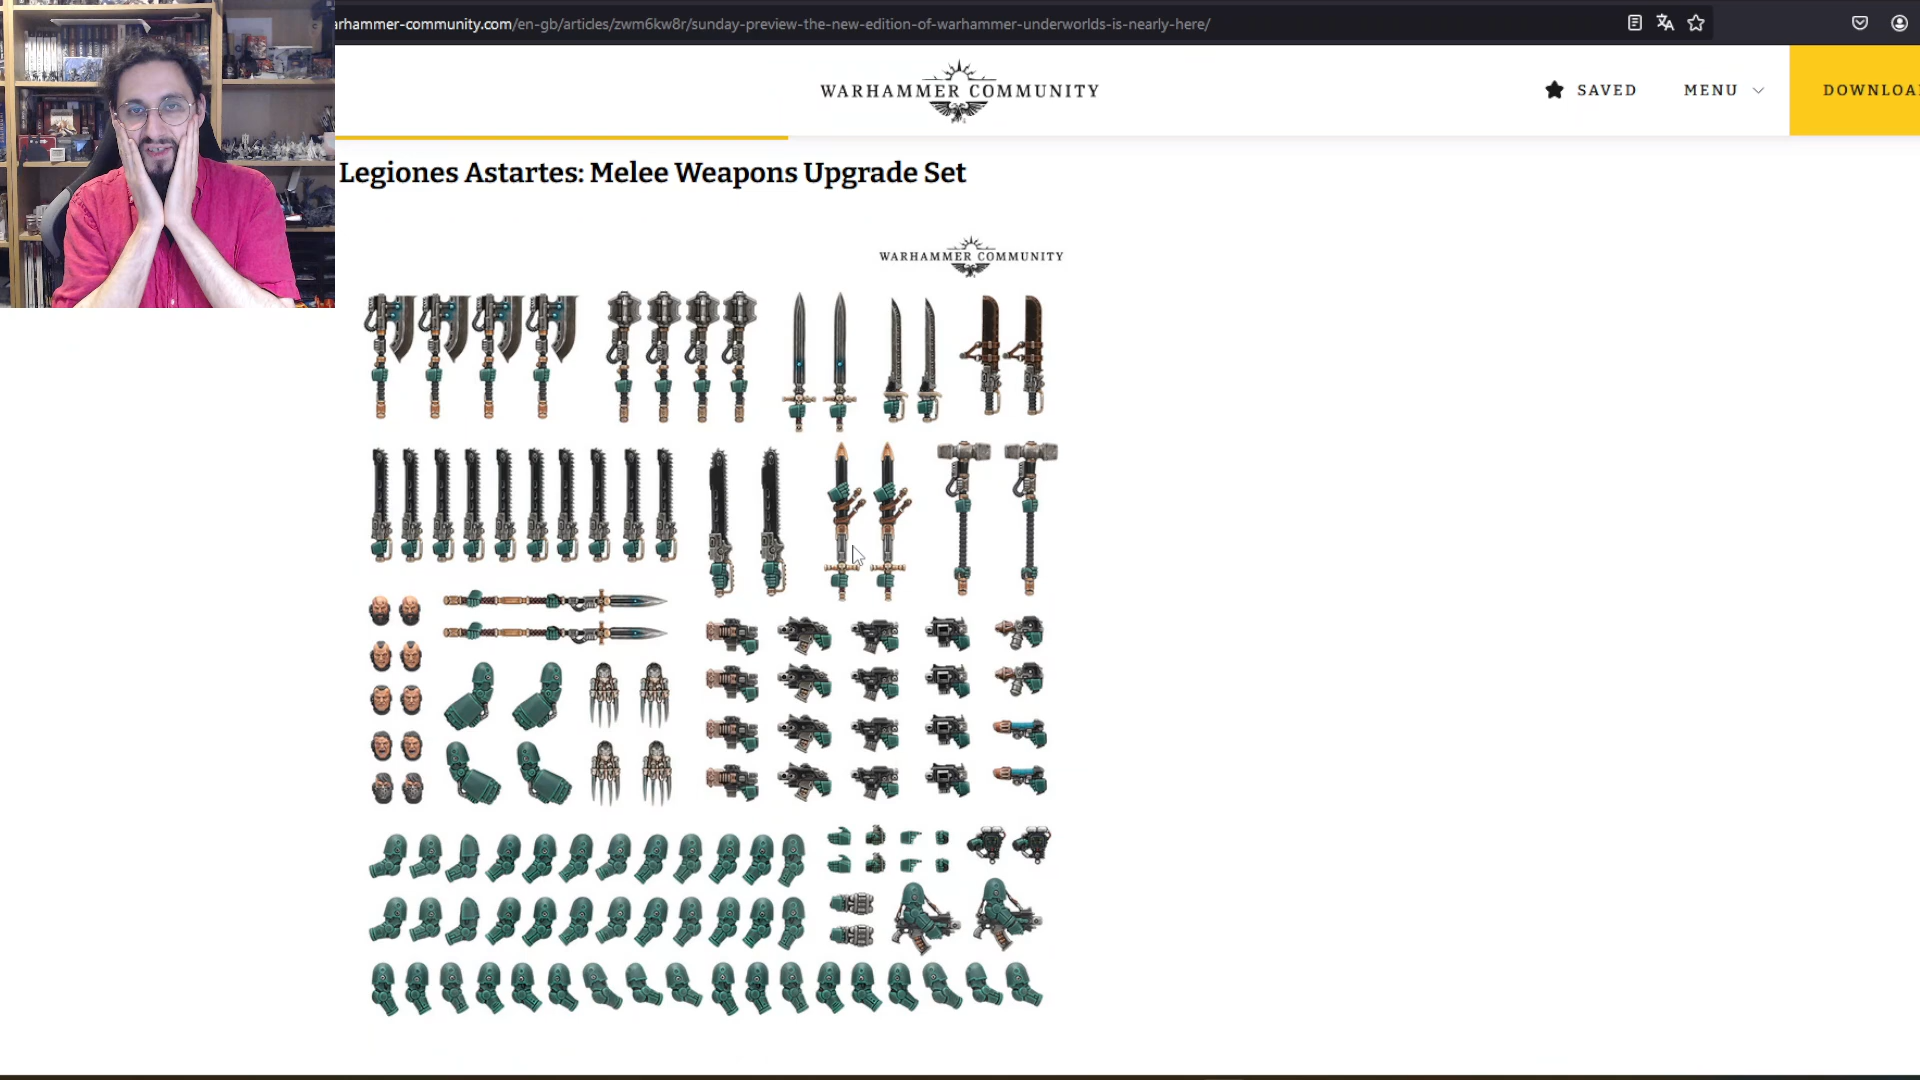 arhammer-community.com/en-gb/articles/zwm6kw8r/sunday-preview-the-new-edition-of-warhammer-underworlds-is-nearly-here/
WARHAMMER COMMUNITY
SAVED
MENU
DOWNLOA
Legiones Astartes: Melee Weapons Upgrade Set
WARHAMMER COMMUNITY